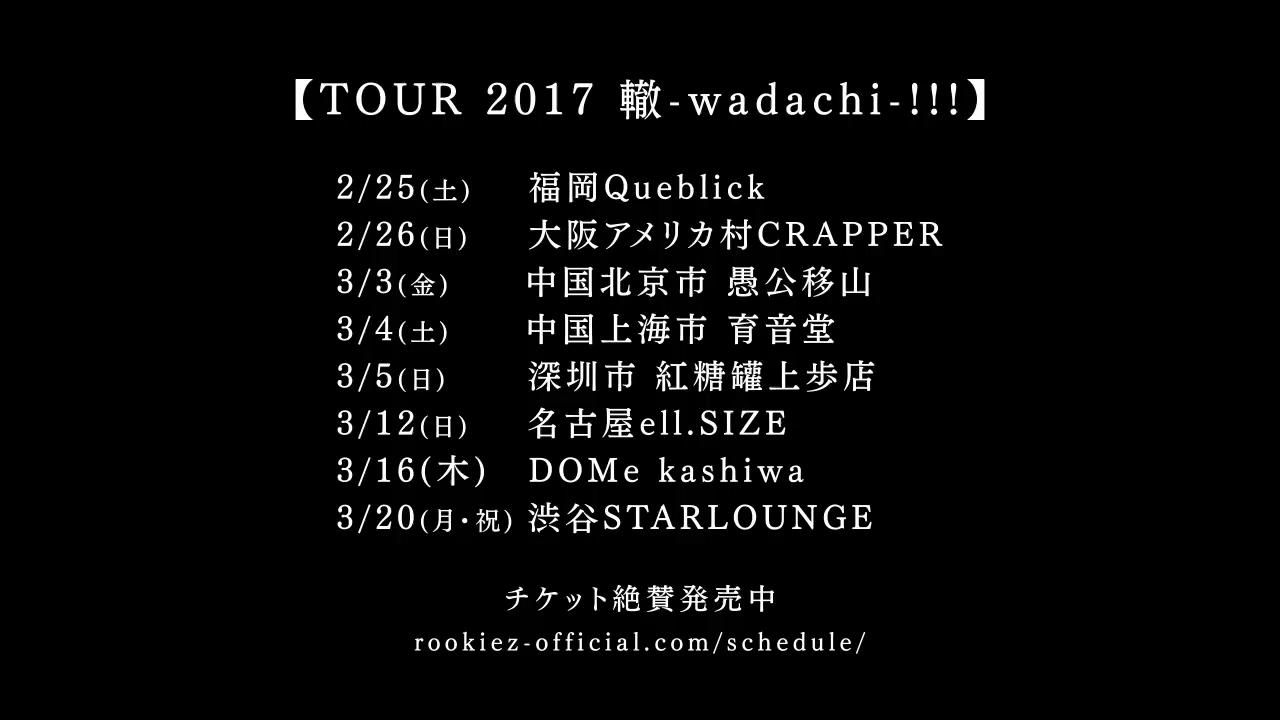 【TOUR 2017 轍-wadachi-!!!】
2/25(土) 福岡Queblick
2/26(日) 大阪アメリカ村CRAPPER
3/3(金) 中国北京市 愚公移山
3/4(土) 中国上海市 育音堂
3/5(日) 深圳市 紅糖罐上歩店
3/12(日) 名古屋ell.SIZE
3/16(木) DOMe kashiwa
3/20(月・祝) 渋谷STARLOUNGE
チケット絶賛発売中
rookiez-official.com/schedule/